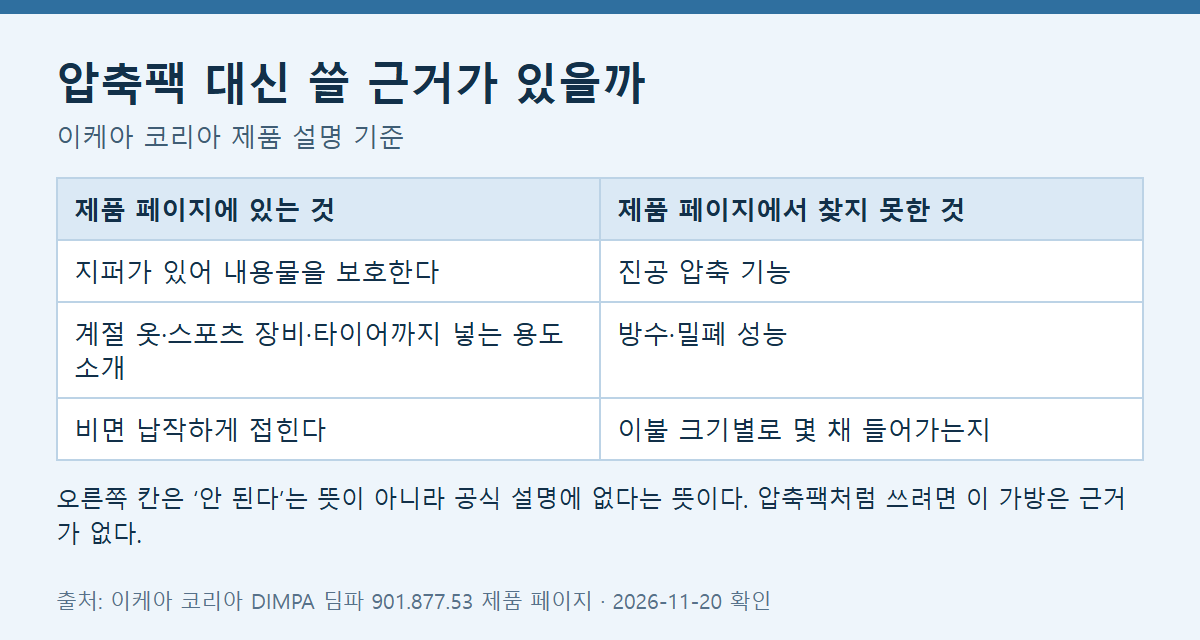 압축팩 대신 쓸 근거가 있을까
이케아 코리아 제품 설명 기준
제품 페이지에 있는 것
제품 페이지에서 찾지 못한 것
지퍼가 있어 내용물을 보호한다
진공 압축 기능
계절 옷·스포츠 장비·타이어까지 넣는 용도
소개
방수·밀폐 성능
비면 납작하게 접힌다
이불 크기별로 몇 채 들어가는지
오른쪽 칸은 ‘안 된다’는 뜻이 아니라 공식 설명에 없다는 뜻이다. 압축팩처럼 쓰려면 이 가방은 근거
가 없다.
출처: 이케아 코리아 DIMPA 딤파 901.877.53 제품 페이지 · 2026-11-20 확인